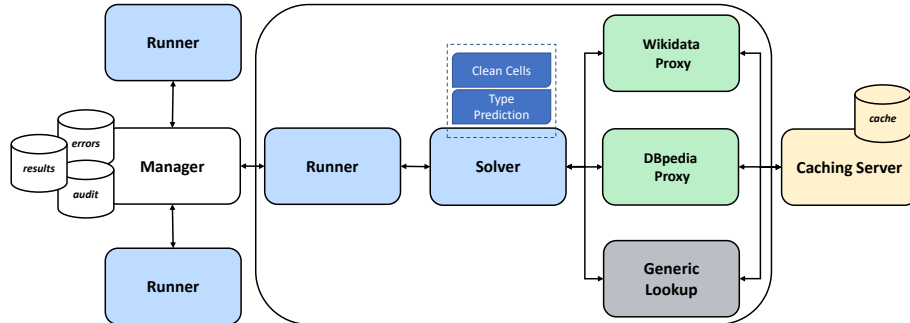 Runner
errors
results
audit
Manager
Runner
Runner
Clean Cells
Type
Prediction
Solver
Wikidata
Proxy
DBpedia
Proxy
Generic
Lookup
cache
Caching Server